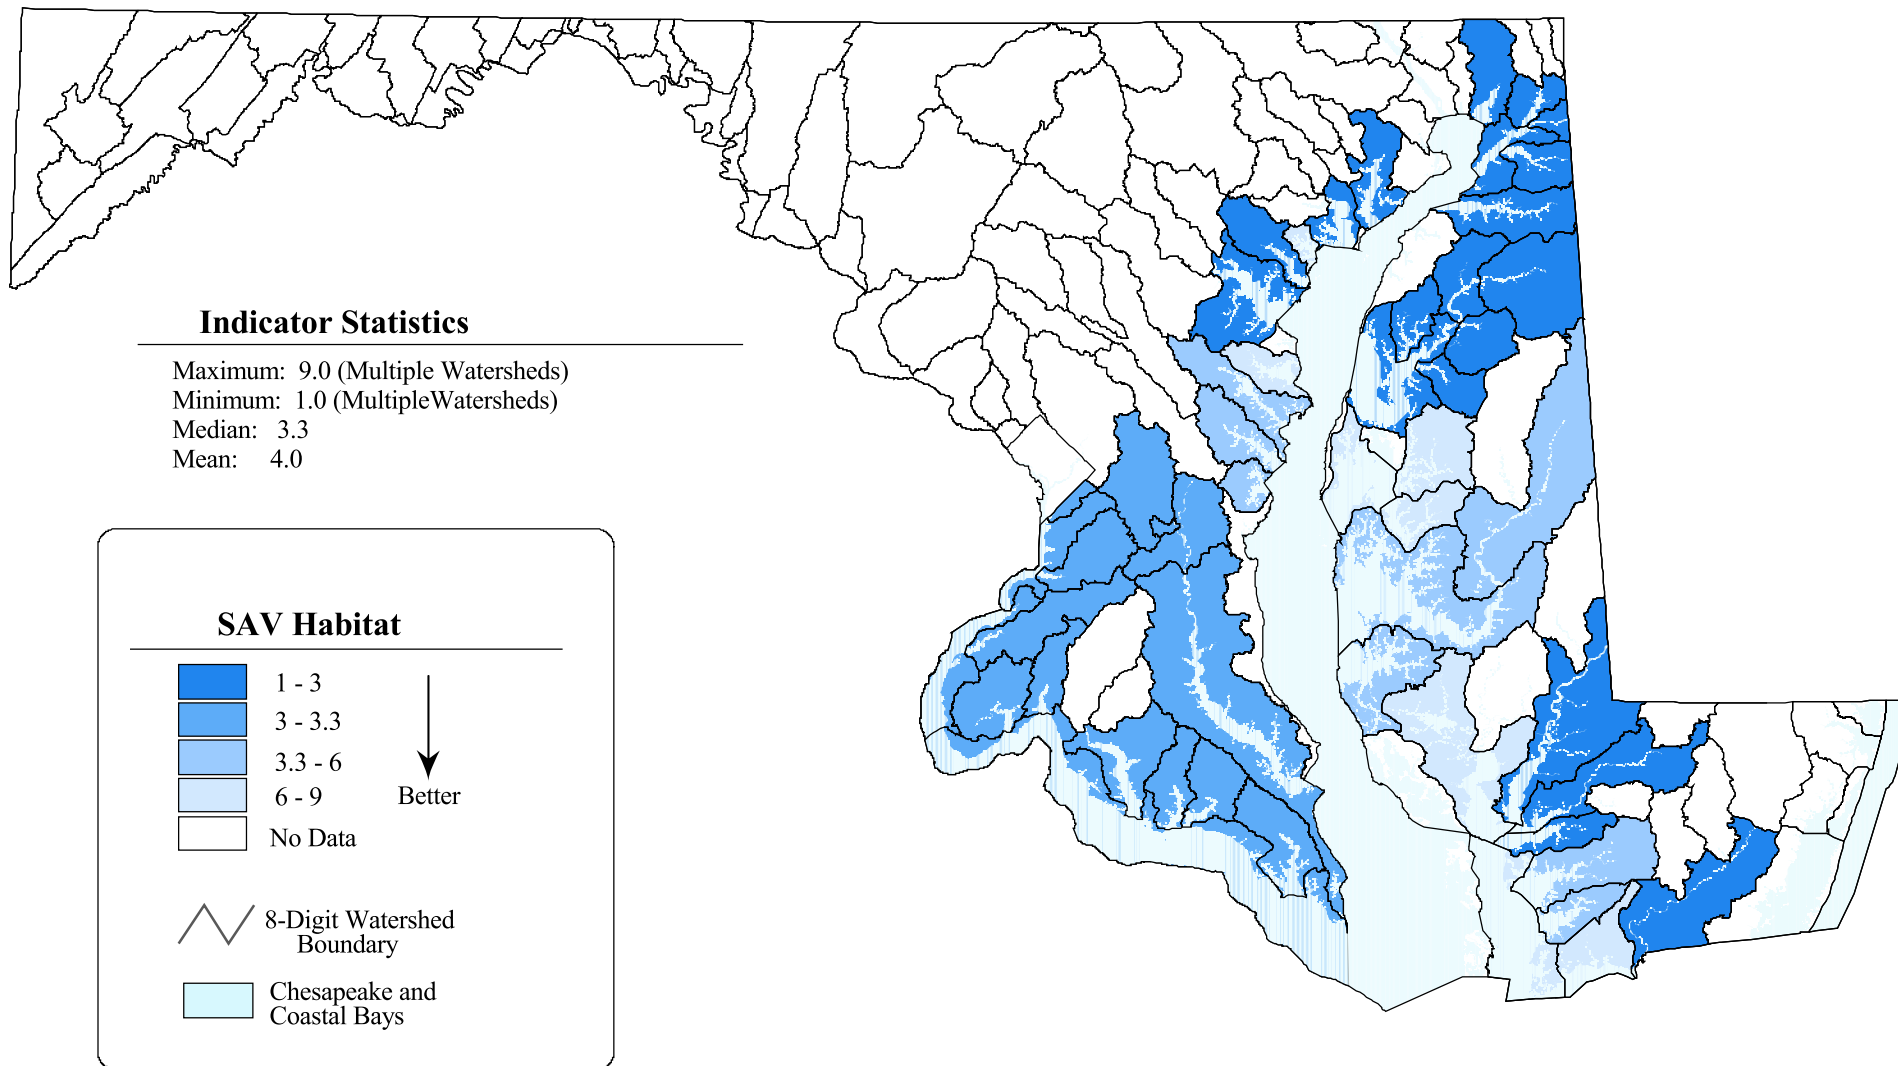 Indicator Statistics
Maximum: 9.0 (Multiple Watersheds)
Minimum: 1.0 (MultipleWatersheds)
Median: 3.3
Mean: 4.0
SAV Habitat
1 - 3
3 - 3.3
3.3 - 6
6 - 9
Better
No Data
8-Digit Watershed
Boundary
Chesapeake and
Coastal Bays